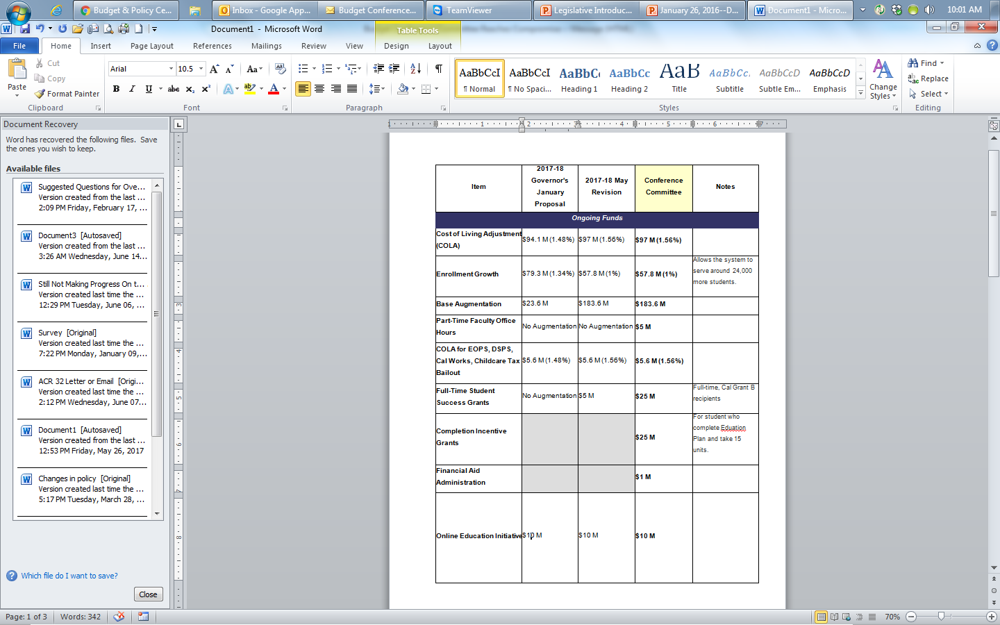 Budget & Policy Ce...
Inbox - Google App...
Budget Conference...
TeamViewer
Legislative Introduc...
January 26, 2016--D...
Document1 - Micro...
10:01 AM
Document1 - Microsoft Word
Table Tools
File
Home
Insert
Page Layout
References
Mailings
Review
View
Design
Layout
Paste
Cut
Copy
Format Painter
Clipboard
Arial
10.5
Font
Paragraph
AaBbCcI
¶ Normal
AaBbCcI
¶ No Spaci...
AaBbCc
Heading 1
AaBbCc
Heading 2
AaB
Title
AaBbCc.
Subtitle
AaBbCcD
Subtle Em...
AaBbCcD
Emphasis
Change
Styles
Styles
Find
Replace
Select
Editing
Document Recovery
Word has recovered the following files. Save
the ones you wish to keep.
Available files
Suggested Questions for Ove...
Version created from the last ...
2:09 PM Friday, February 17, ...
Document3 [Autosaved]
Version created from the last ...
3:26 AM Wednesday, June 14...
Still Not Making Progress On t...
Version created last time the ...
12:29 PM Tuesday, June 06, ...
Survey [Original]
Version created last time the ...
7:22 PM Monday, January 09,...
ACR 32 Letter or Email [Origi...
Version created last time the ...
2:12 PM Wednesday, June 07...
Document1 [Autosaved]
Version created from the last ...
12:53 PM Friday, May 26, 2017
Changes in policy [Original]
Version created last time the ...
5:17 PM Tuesday, March 28, ...
Which file do I want to save?
Close
Item
2017-18
Governor's
January
Proposal
2017-18 May
Revision
Conference
Committee
Notes
Ongoing Funds
Cost of Living Adjustment
(COLA)
$94.1 M (1.48%)
$97 M (1.56%)
$97 M (1.56%)
Enrollment Growth
$79.3 M (1.34%)
$57.8 M (1%)
$57.8 M (1%)
Allows the system to
serve around 24,000
more students.
Base Augmentation
$23.6 M
$183.6 M
$183.6 M
Part-Time Faculty Office
Hours
No Augmentation
No Augmentation
$5 M
COLA for EOPS, DSPS,
Cal Works, Childcare Tax
Bailout
$5.6 M (1.48%)
$5.6 M (1.56%)
$5.6 M (1.56%)
Full-Time Student
Success Grants
No Augmentation
$5 M
$25 M
Full-time, Cal Grant B
recipients
Completion Incentive
Grants
$25 M
For student who
complete Eduation
Plan and take 15
units.
Financial Aid
Administration
$1 M
Online Education Initiative
$10 M
$10 M
$10 M
Page: 1 of 3
Words: 342
70%